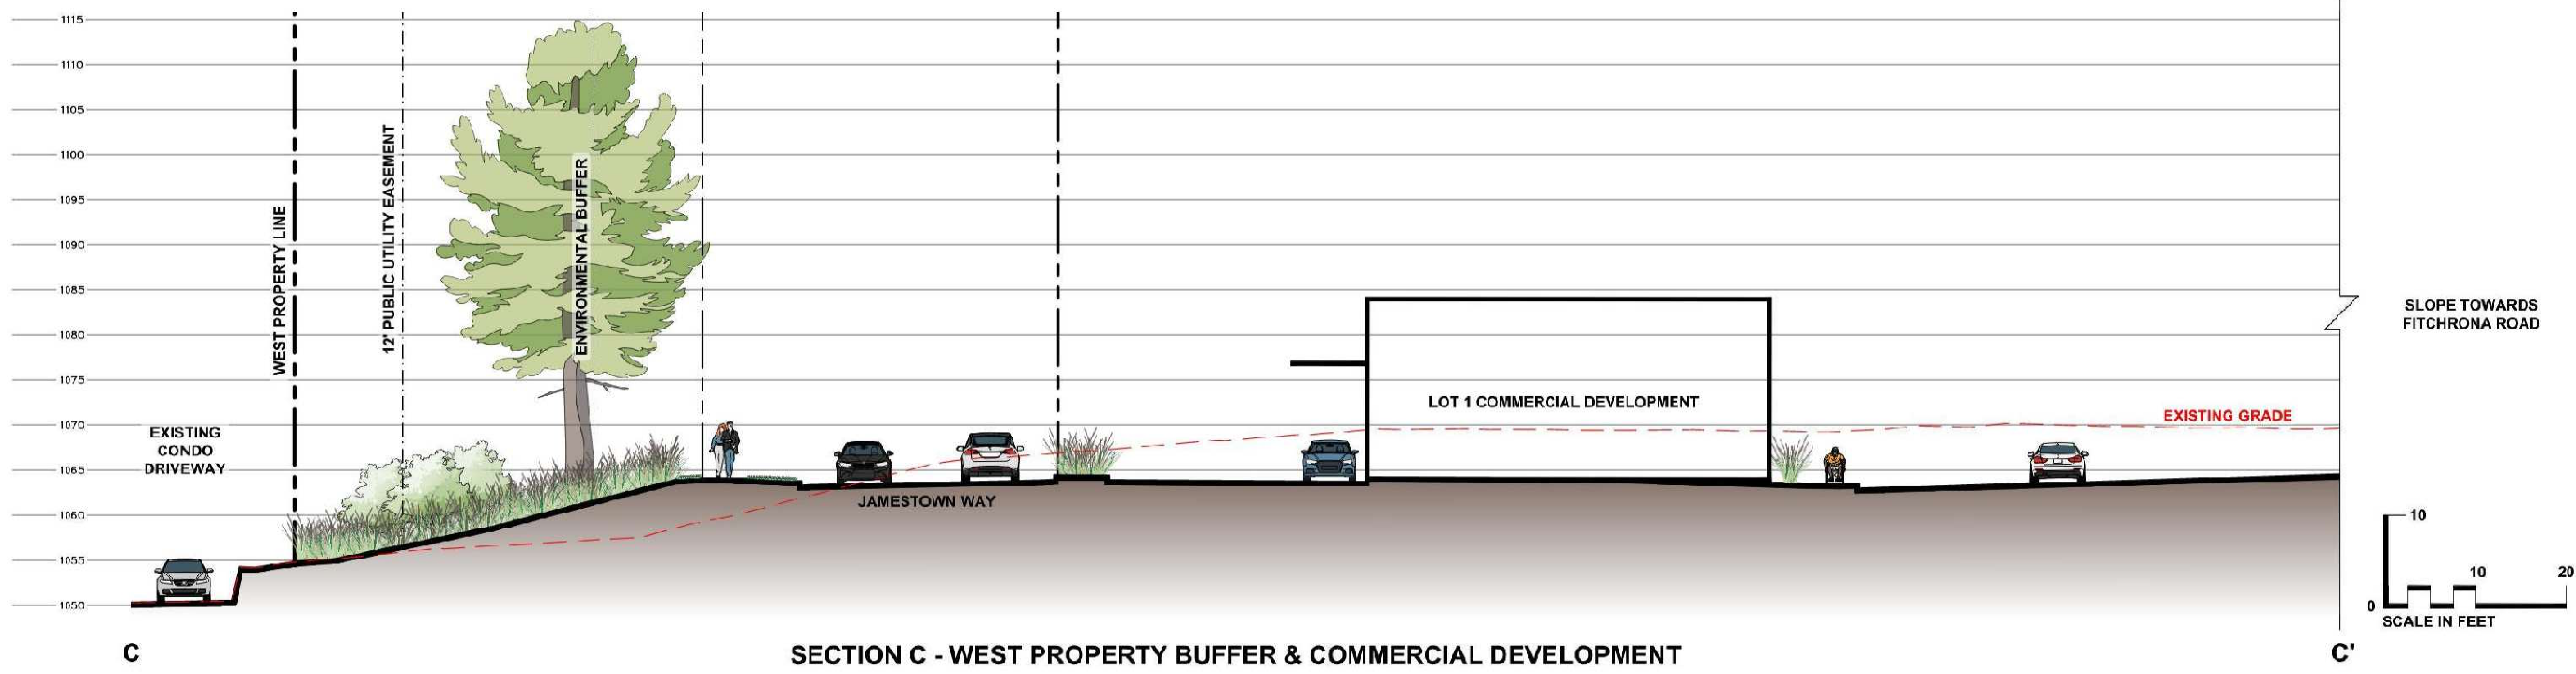 1115
1110
1105
1100
1095
1090
1085
1080
1075
1070
1065
1060
1055
1050
WEST PROPERTY LINE
12' PUBLIC UTILITY EASEMENT
ENVIRONMENTAL BUFFER
EXISTING
CONDO
DRIVEWAY
JAMESTOWN WAY
LOT 1 COMMERCIAL DEVELOPMENT
EXISTING GRADE
SLOPE TOWARDS
FITCHRONA ROAD
10
10 20
0
SCALE IN FEET
C
SECTION C - WEST PROPERTY BUFFER & COMMERCIAL DEVELOPMENT
C'